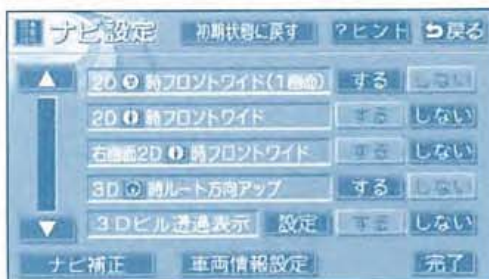 ナビ設定 初期状態に戻す ?ヒント 戻る
2D 時フロントワイド(1画面) する しない
2D 時フロントワイド する しない
右画面2D 時フロントワイド する しない
3D 時ルート方向アップ する しない
3Dビル透過表示 設定 する しない
ナビ補正 車両情報設定 完了